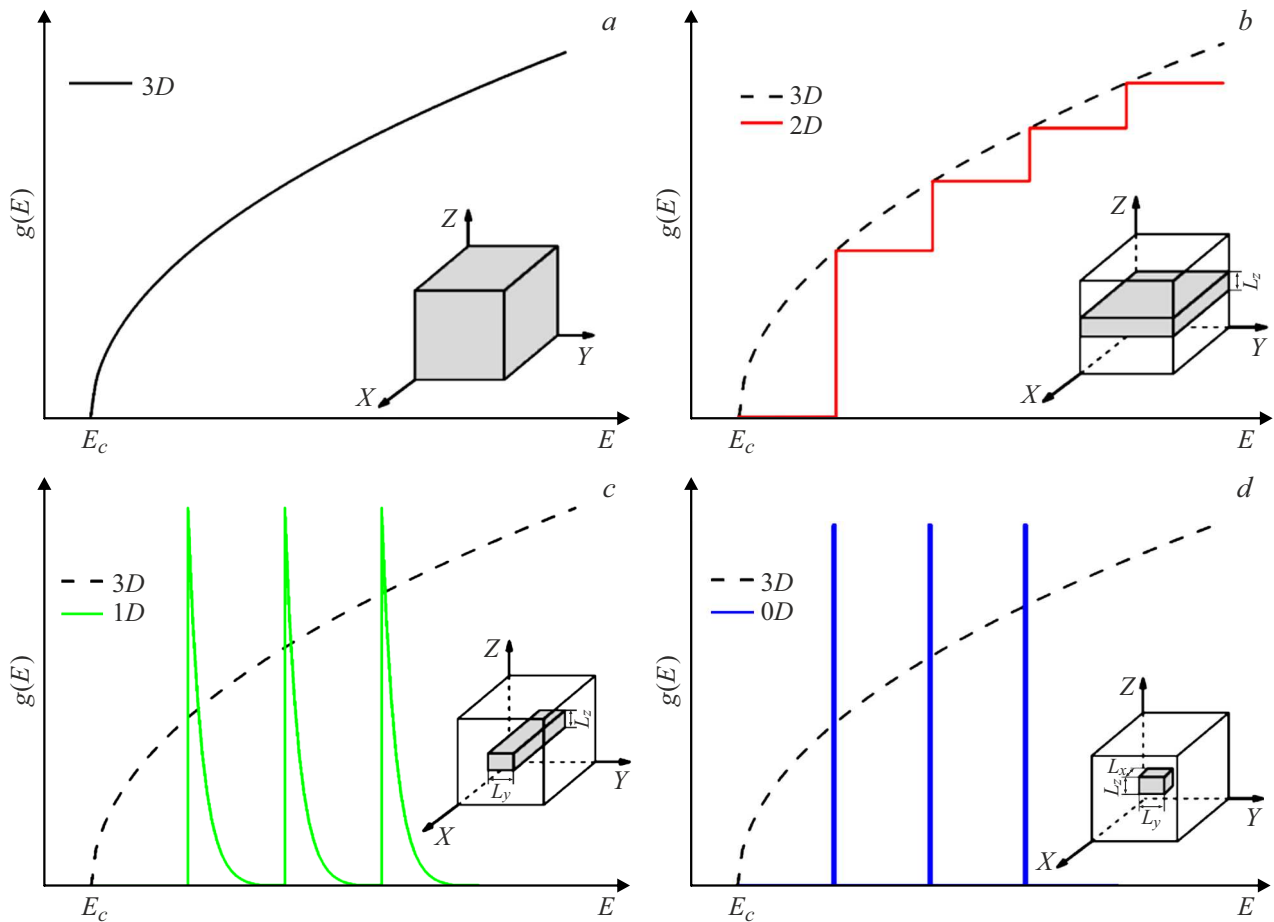 a
3D
g(E)
Z
Y
X
E_c
E
b
3D
2D
g(E)
Z
L_z
Y
X
E_c
E
c
3D
1D
g(E)
Z
L_z
L_y
Y
X
E_c
E
d
3D
0D
g(E)
Z
L_x
L_z
L_y
Y
X
E_c
E